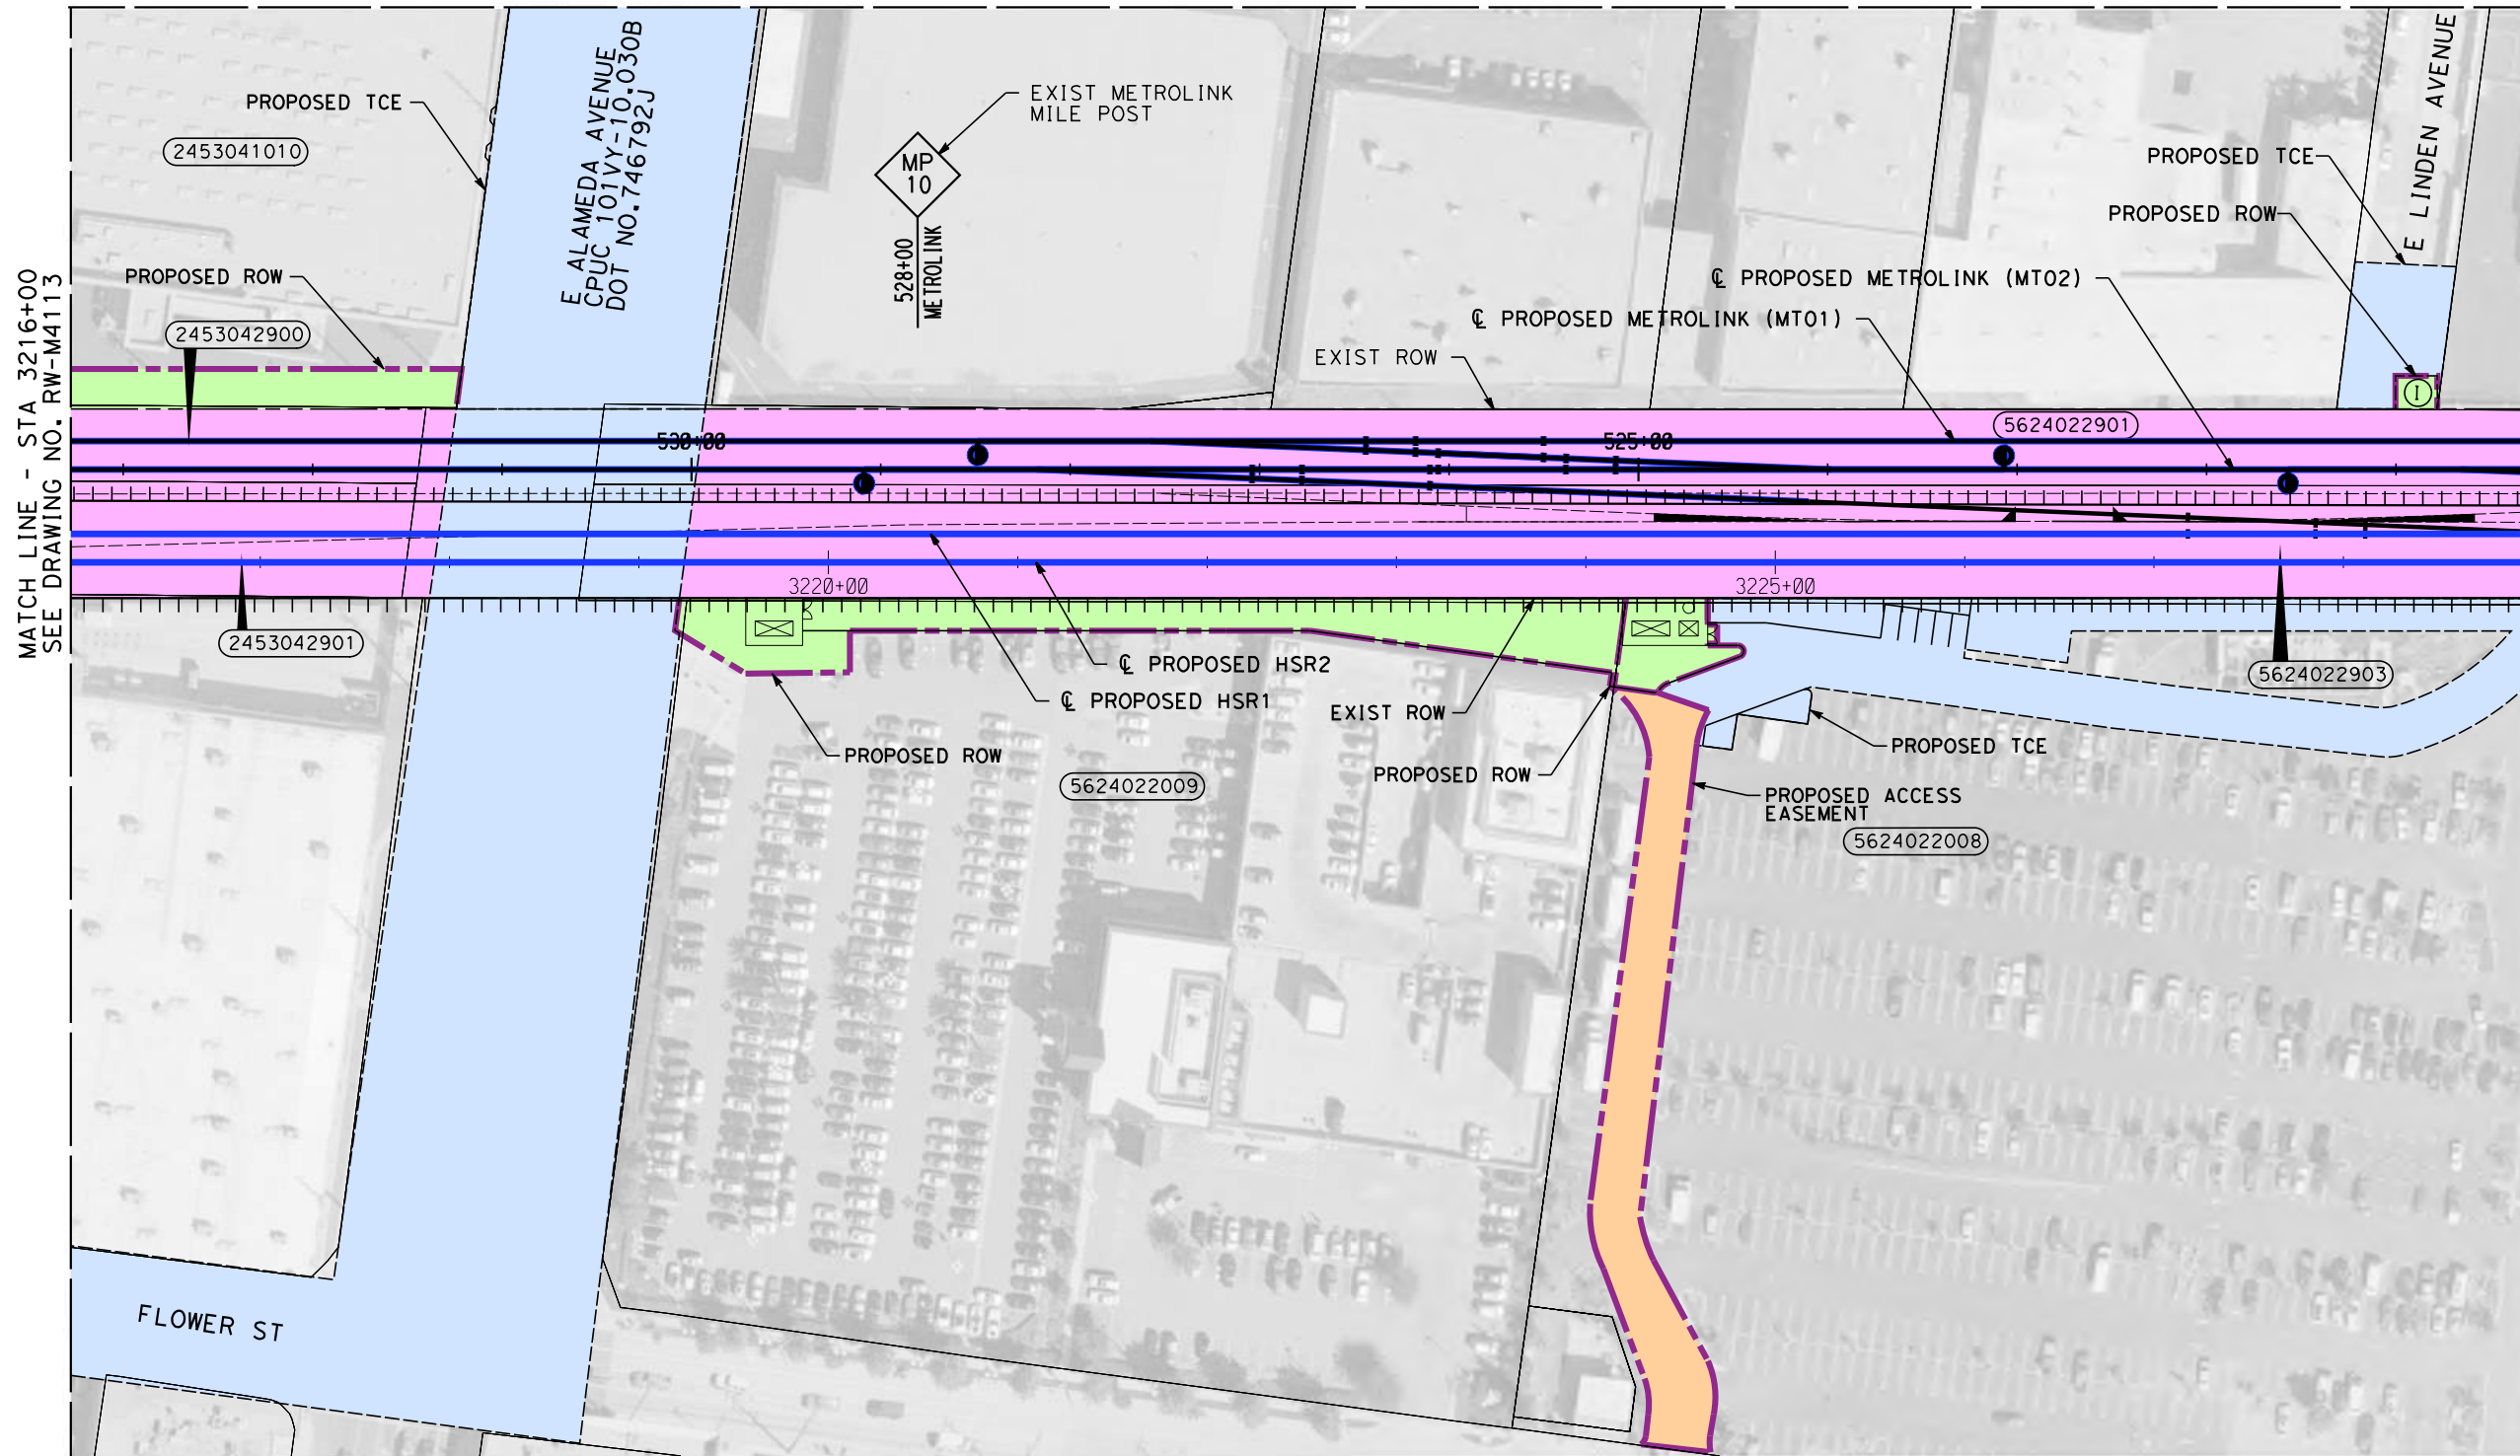 E LINDEN AVENUE
E ALAMEDA AVENUE
CPUC 101VY-10.030B
DOT NO.746792J
PROPOSED TCE
2453041010
EXIST METROLINK
MILE POST
MP
10
528+00
METROLINK
PROPOSED TCE
PROPOSED ROW
PROPOSED ROW
2453042900
℄ PROPOSED METROLINK (MT02)
℄ PROPOSED METROLINK (MT01)
EXIST ROW
MATCH LINE - STA 3216+00
SEE DRAWING NO. RW-M4113
I
5624022901
530+00
525+00
3220+00
3225+00
2453042901
℄ PROPOSED HSR2
℄ PROPOSED HSR1
5624022903
EXIST ROW
PROPOSED ROW
PROPOSED TCE
PROPOSED ROW
5624022009
PROPOSED ACCESS
EASEMENT
5624022008
FLOWER ST